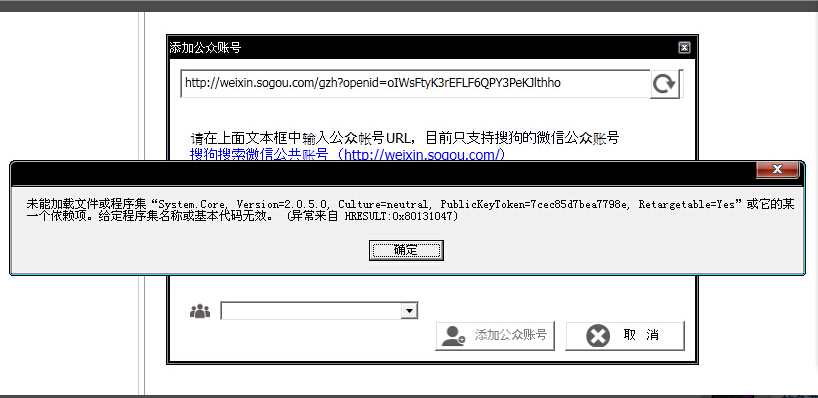 添加公众账号
http://weixin.sogou.com/gzh?openid=oIWsFtyK3rEFLF6QPY3PeKJlthho
请在上面文本框中输入公众帐号URL，目前只支持搜狗的微信公众账号
搜狗搜索微信公共账号（http://weixin.sogou.com/）
未能加载文件或程序集“System.Core, Version=2.0.5.0, Culture=neutral, PublicKeyToken=7cec85d7bea7798e, Retargetable=Yes”或它的某
一个依赖项。给定程序集名称或基本代码无效。 (异常来自 HRESULT:0x80131047)
确定
添加公众账号
取 消